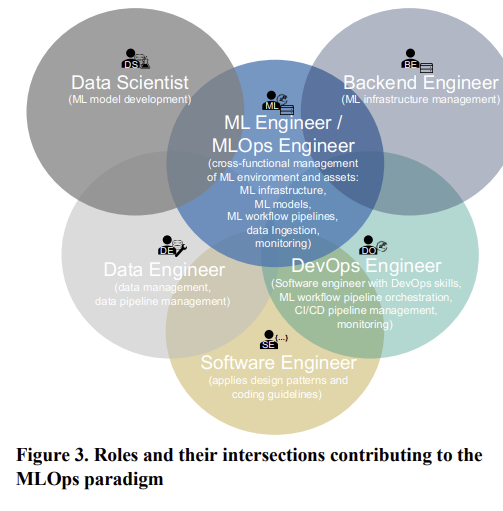 DS
Data Scientist
(ML model development)
BE
Backend Engineer
(ML infrastructure management)
ML
ML Engineer /
MLOps Engineer
(cross-functional management
of ML environment and assets:
ML infrastructure,
ML models,
ML workflow pipelines,
data Ingestion,
monitoring)
DE
Data Engineer
(data management,
data pipeline management)
DO
DevOps Engineer
(Software engineer with DevOps skills,
ML workflow pipeline orchestration,
CI/CD pipeline management,
monitoring)
SE {...}
Software Engineer
(applies design patterns and
coding guidelines)
Figure 3. Roles and their intersections contributing to the
MLOps paradigm